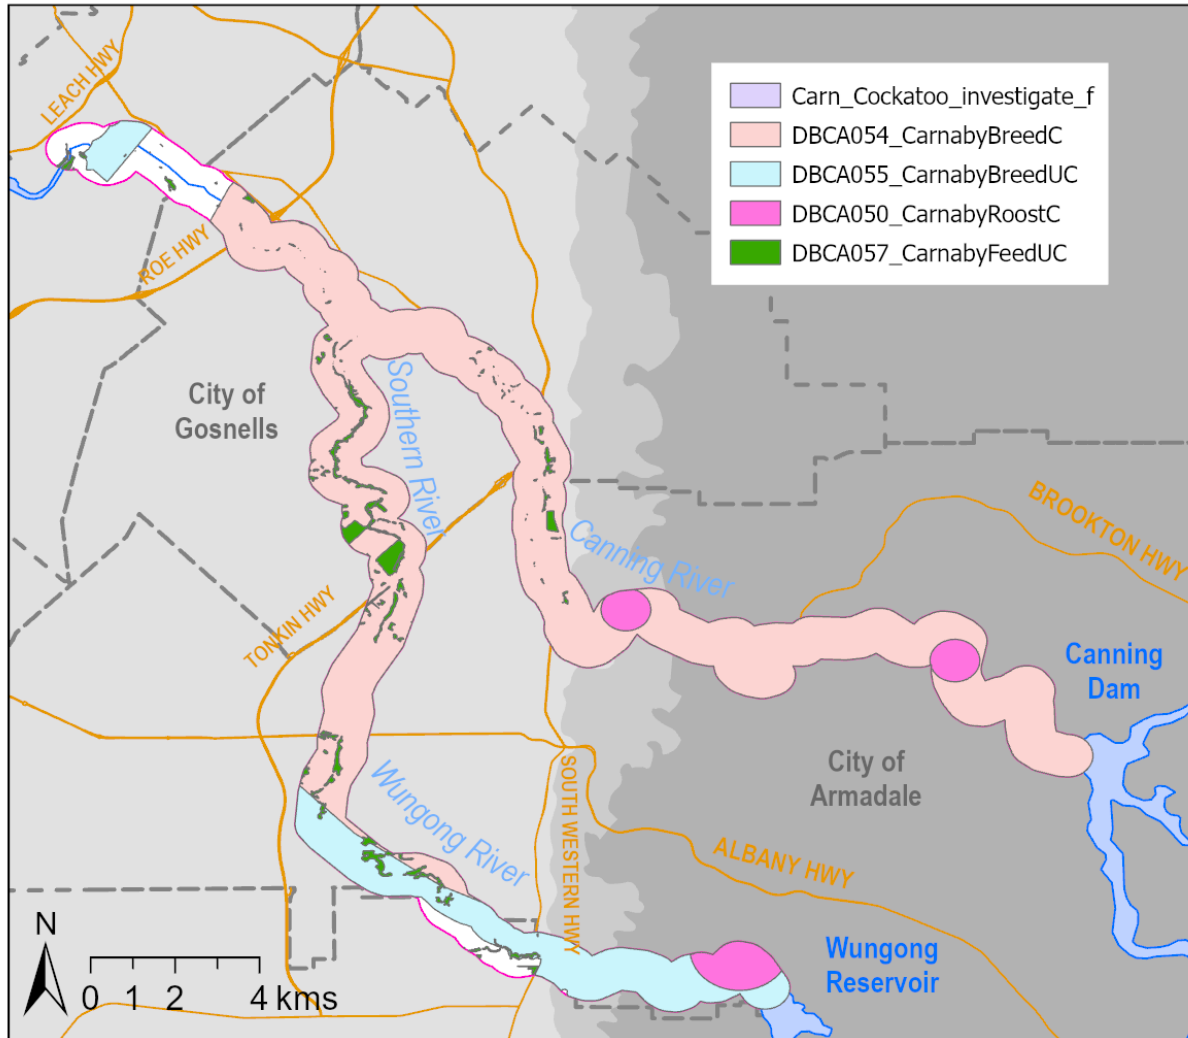 LEACH HWY
Carn_Cockatoo_investigate_f
DBCA054_CarnabyBreedC
DBCA055_CarnabyBreedUC
DBCA050_CarnabyRoostC
DBCA057_CarnabyFeedUC
ROE HWY
City of
Gosnells
Southern River
Canning River
BROOKTON HWY
TONKIN HWY
Canning
Dam
City of
Armadale
Wungong River
SOUTH WESTERN HWY
ALBANY HWY
Wungong
Reservoir
N
0 1 2 4 kms